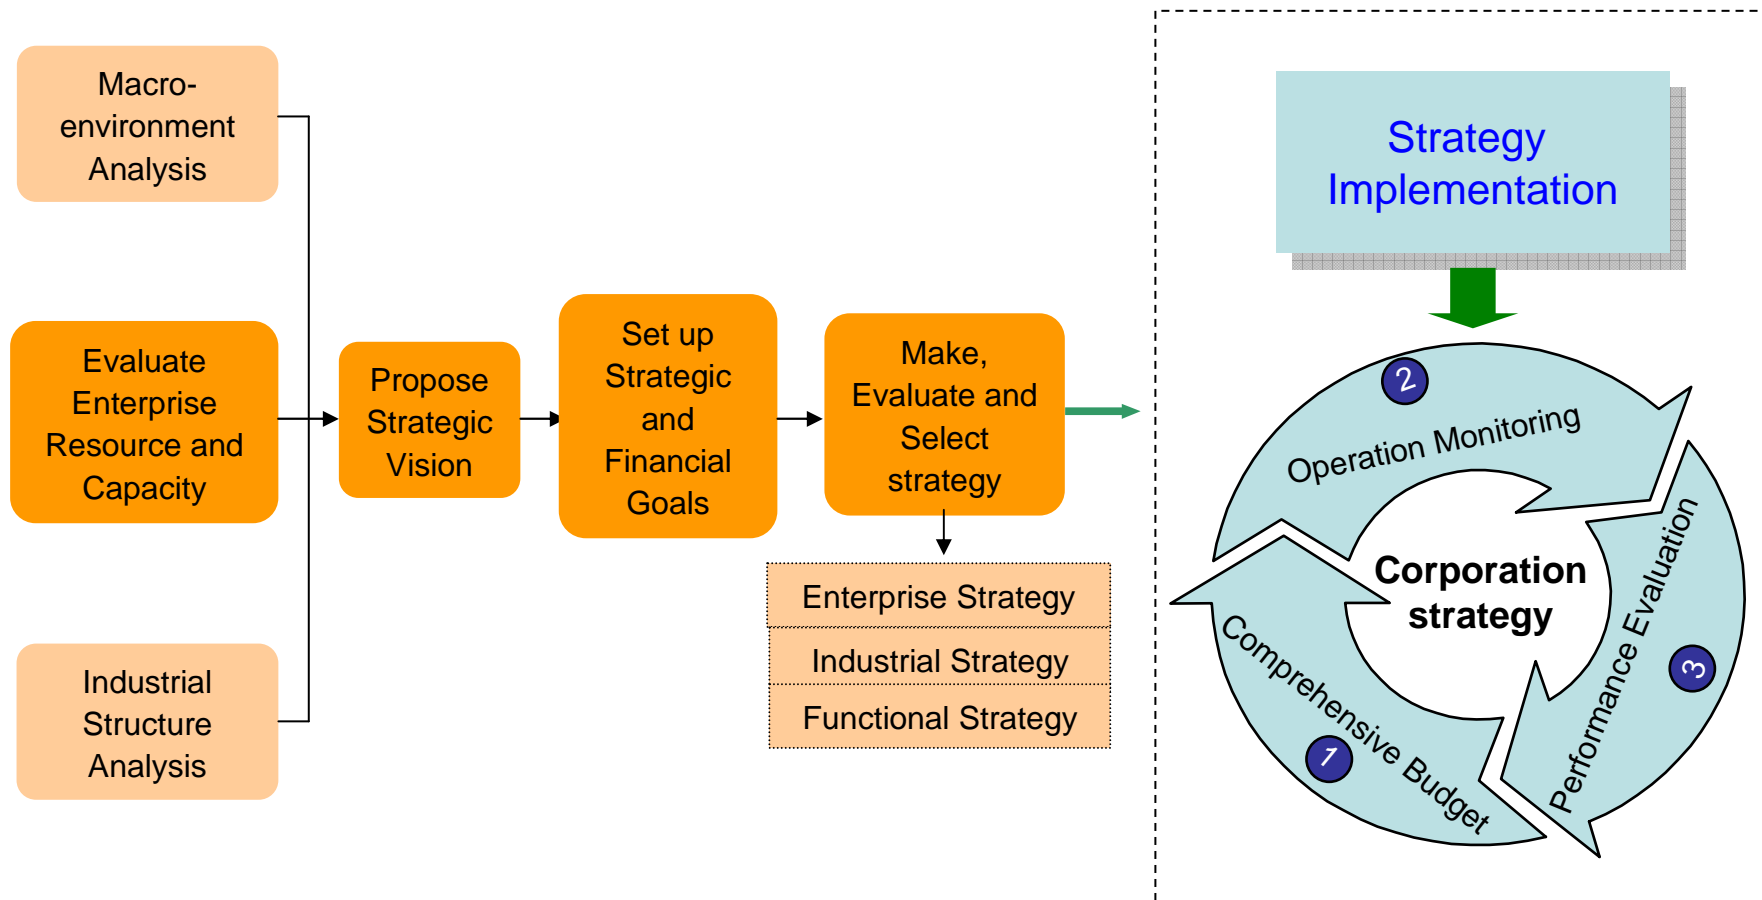 Macro-
environment
Analysis
Evaluate
Enterprise
Resource and
Capacity
Industrial
Structure
Analysis
Propose
Strategic
Vision
Set up
Strategic
and
Financial
Goals
Make,
Evaluate and
Select
strategy
Enterprise Strategy
Industrial Strategy
Functional Strategy
Strategy
Implementation
2
Operation Monitoring
Corporation
strategy
Performance Evaluation
3
Comprehensive Budget
1